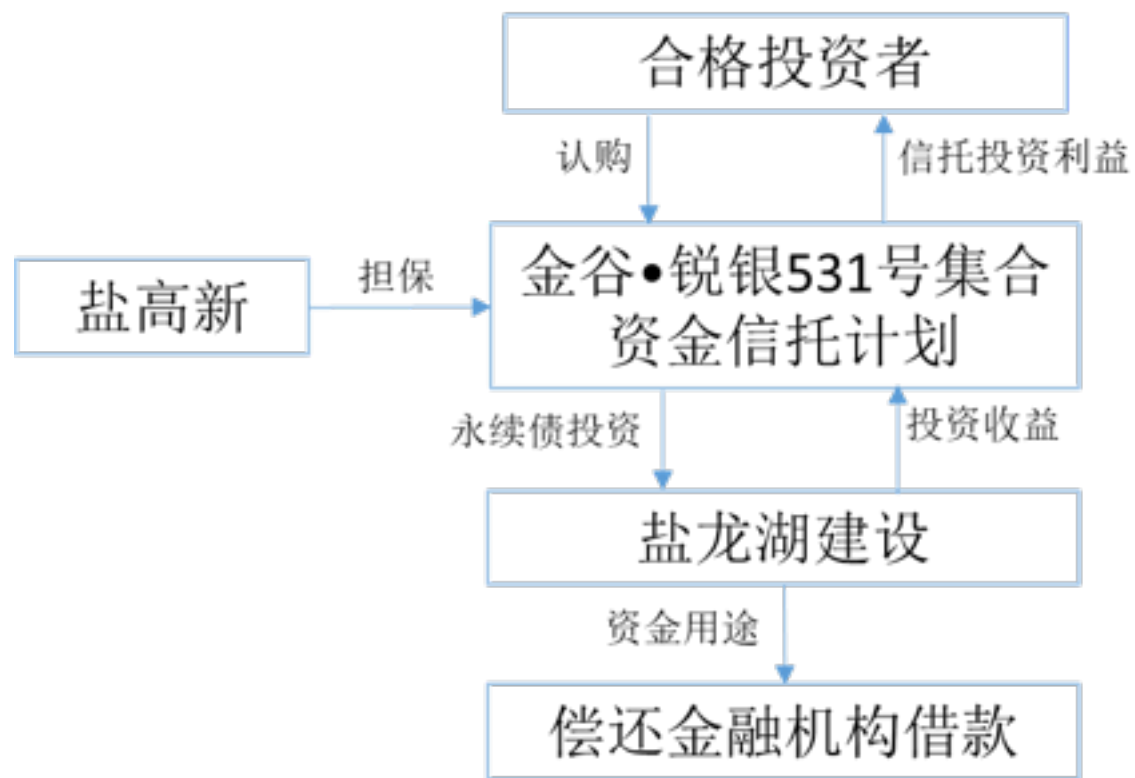 合格投资者
认购
信托投资利益
盐高新
担保
金谷•锐银531号集合
资金信托计划
永续债投资
投资收益
盐龙湖建设
资金用途
偿还金融机构借款